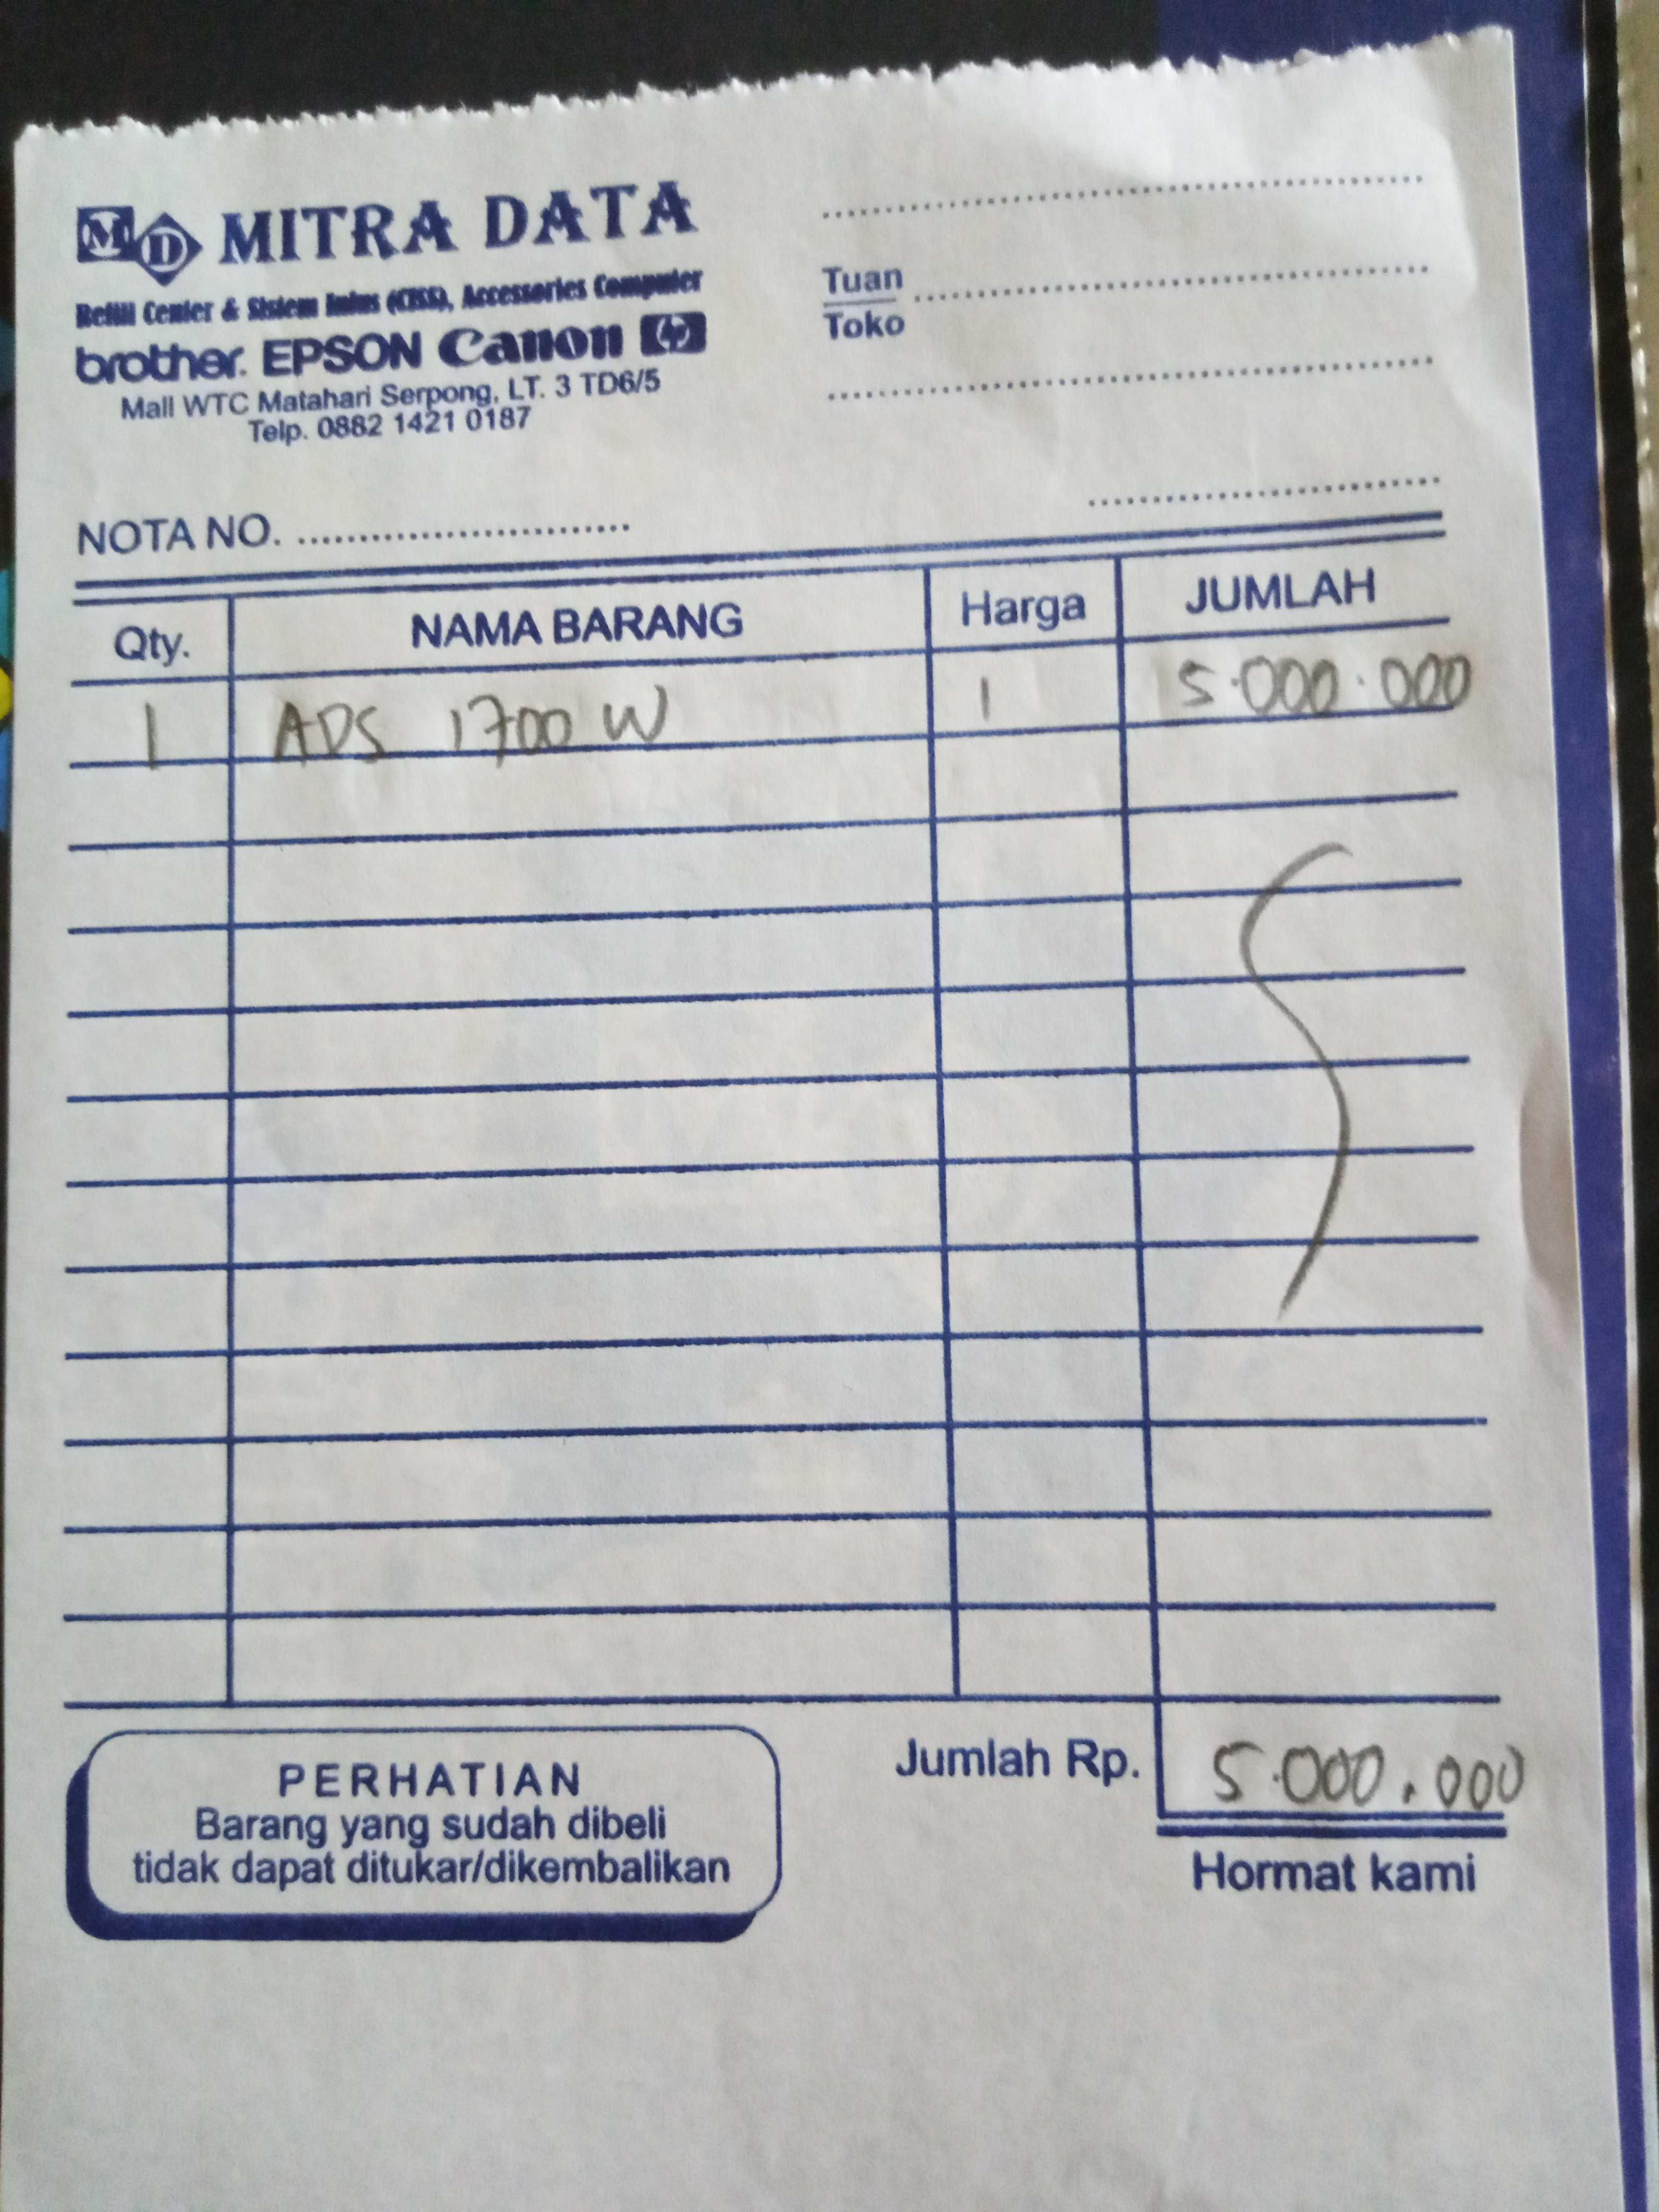 MD MITRA DATA
Refill Center & Sistem Infus (CISS), Accessories Computer
brother. EPSON Canon hp
Mall WTC Matahari Serpong, LT. 3 TD6/5
Telp. 0882 1421 0187
Tuan
Toko
NOTA NO.
Qty. NAMA BARANG Harga JUMLAH
1 ADS 1700 W 1 5.000.000
Jumlah Rp. 5.000.000
PERHATIAN
Barang yang sudah dibeli
tidak dapat ditukar/dikembalikan
Hormat kami